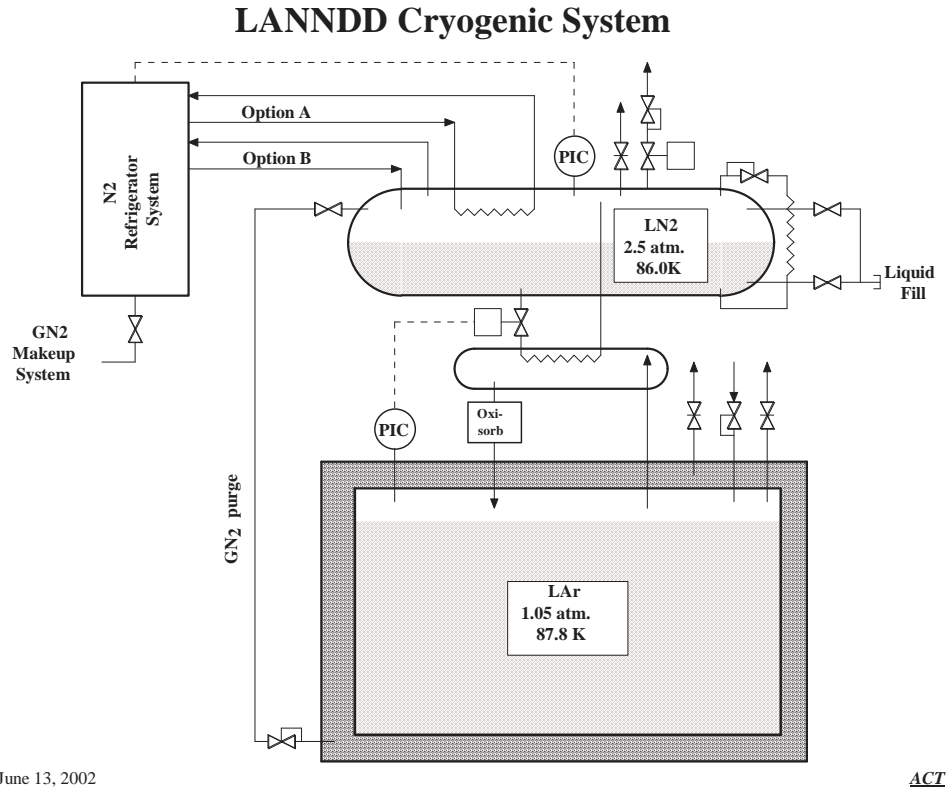 LANNDD Cryogenic System
N2
Refrigerator
System
Option A
Option B
PIC
LN2
2.5 atm.
86.0K
Liquid
Fill
GN2
Makeup
System
PIC
Oxi-
sorb
GN2 purge
LAr
1.05 atm.
87.8 K
June 13, 2002
ACT